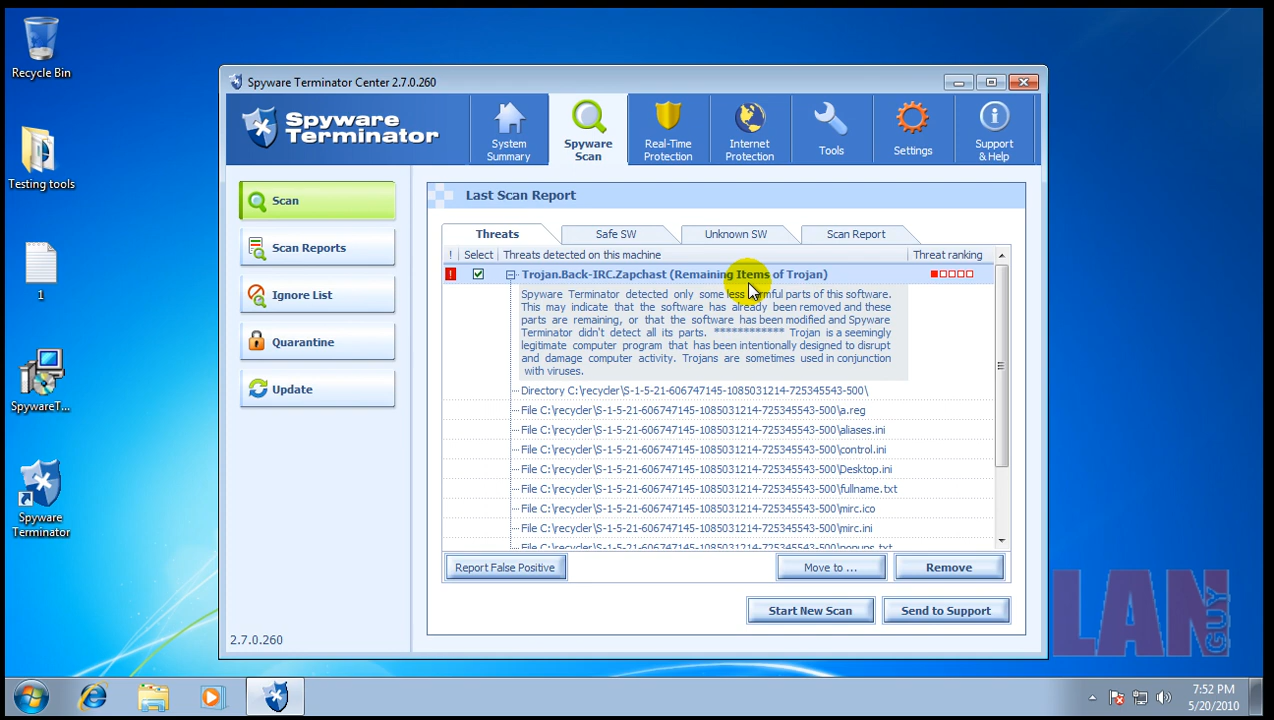 Recycle Bin
Testing tools
1
SpywareT...
Spyware
Terminator
Spyware Terminator Center 2.7.0.260
Spyware
Terminator
System
Summary
Spyware
Scan
Real-Time
Protection
Internet
Protection
Tools
Settings
Support
& Help
Scan
Scan Reports
Ignore List
Quarantine
Update
2.7.0.260
Last Scan Report
Threats
Safe SW
Unknown SW
Scan Report
! Select Threats detected on this machine Threat ranking
Trojan.Back-IRC.Zapchast (Remaining Items of Trojan)
Spyware Terminator detected only some less harmful parts of this software.
This may indicate that the software has already been removed and these
parts are remaining, or that the software has been modified and Spyware
Terminator didn't detect all its parts. ************ Trojan is a seemingly
legitimate computer program that has been intentionally designed to disrupt
and damage computer activity. Trojans are sometimes used in conjunction
with viruses.
Directory C:\recycler\S-1-5-21-606747145-1085031214-725345543-500\
File C:\recycler\S-1-5-21-606747145-1085031214-725345543-500\a.reg
File C:\recycler\S-1-5-21-606747145-1085031214-725345543-500\aliases.ini
File C:\recycler\S-1-5-21-606747145-1085031214-725345543-500\control.ini
File C:\recycler\S-1-5-21-606747145-1085031214-725345543-500\Desktop.ini
File C:\recycler\S-1-5-21-606747145-1085031214-725345543-500\fullname.txt
File C:\recycler\S-1-5-21-606747145-1085031214-725345543-500\mirc.ico
File C:\recycler\S-1-5-21-606747145-1085031214-725345543-500\mirc.ini
File C:\recycler\S-1-5-21-606747145-1085031214-725345543-500\popups.txt
Report False Positive
Move to ...
Remove
Start New Scan
Send to Support
LAN
GUY
7:52 PM
5/20/2010